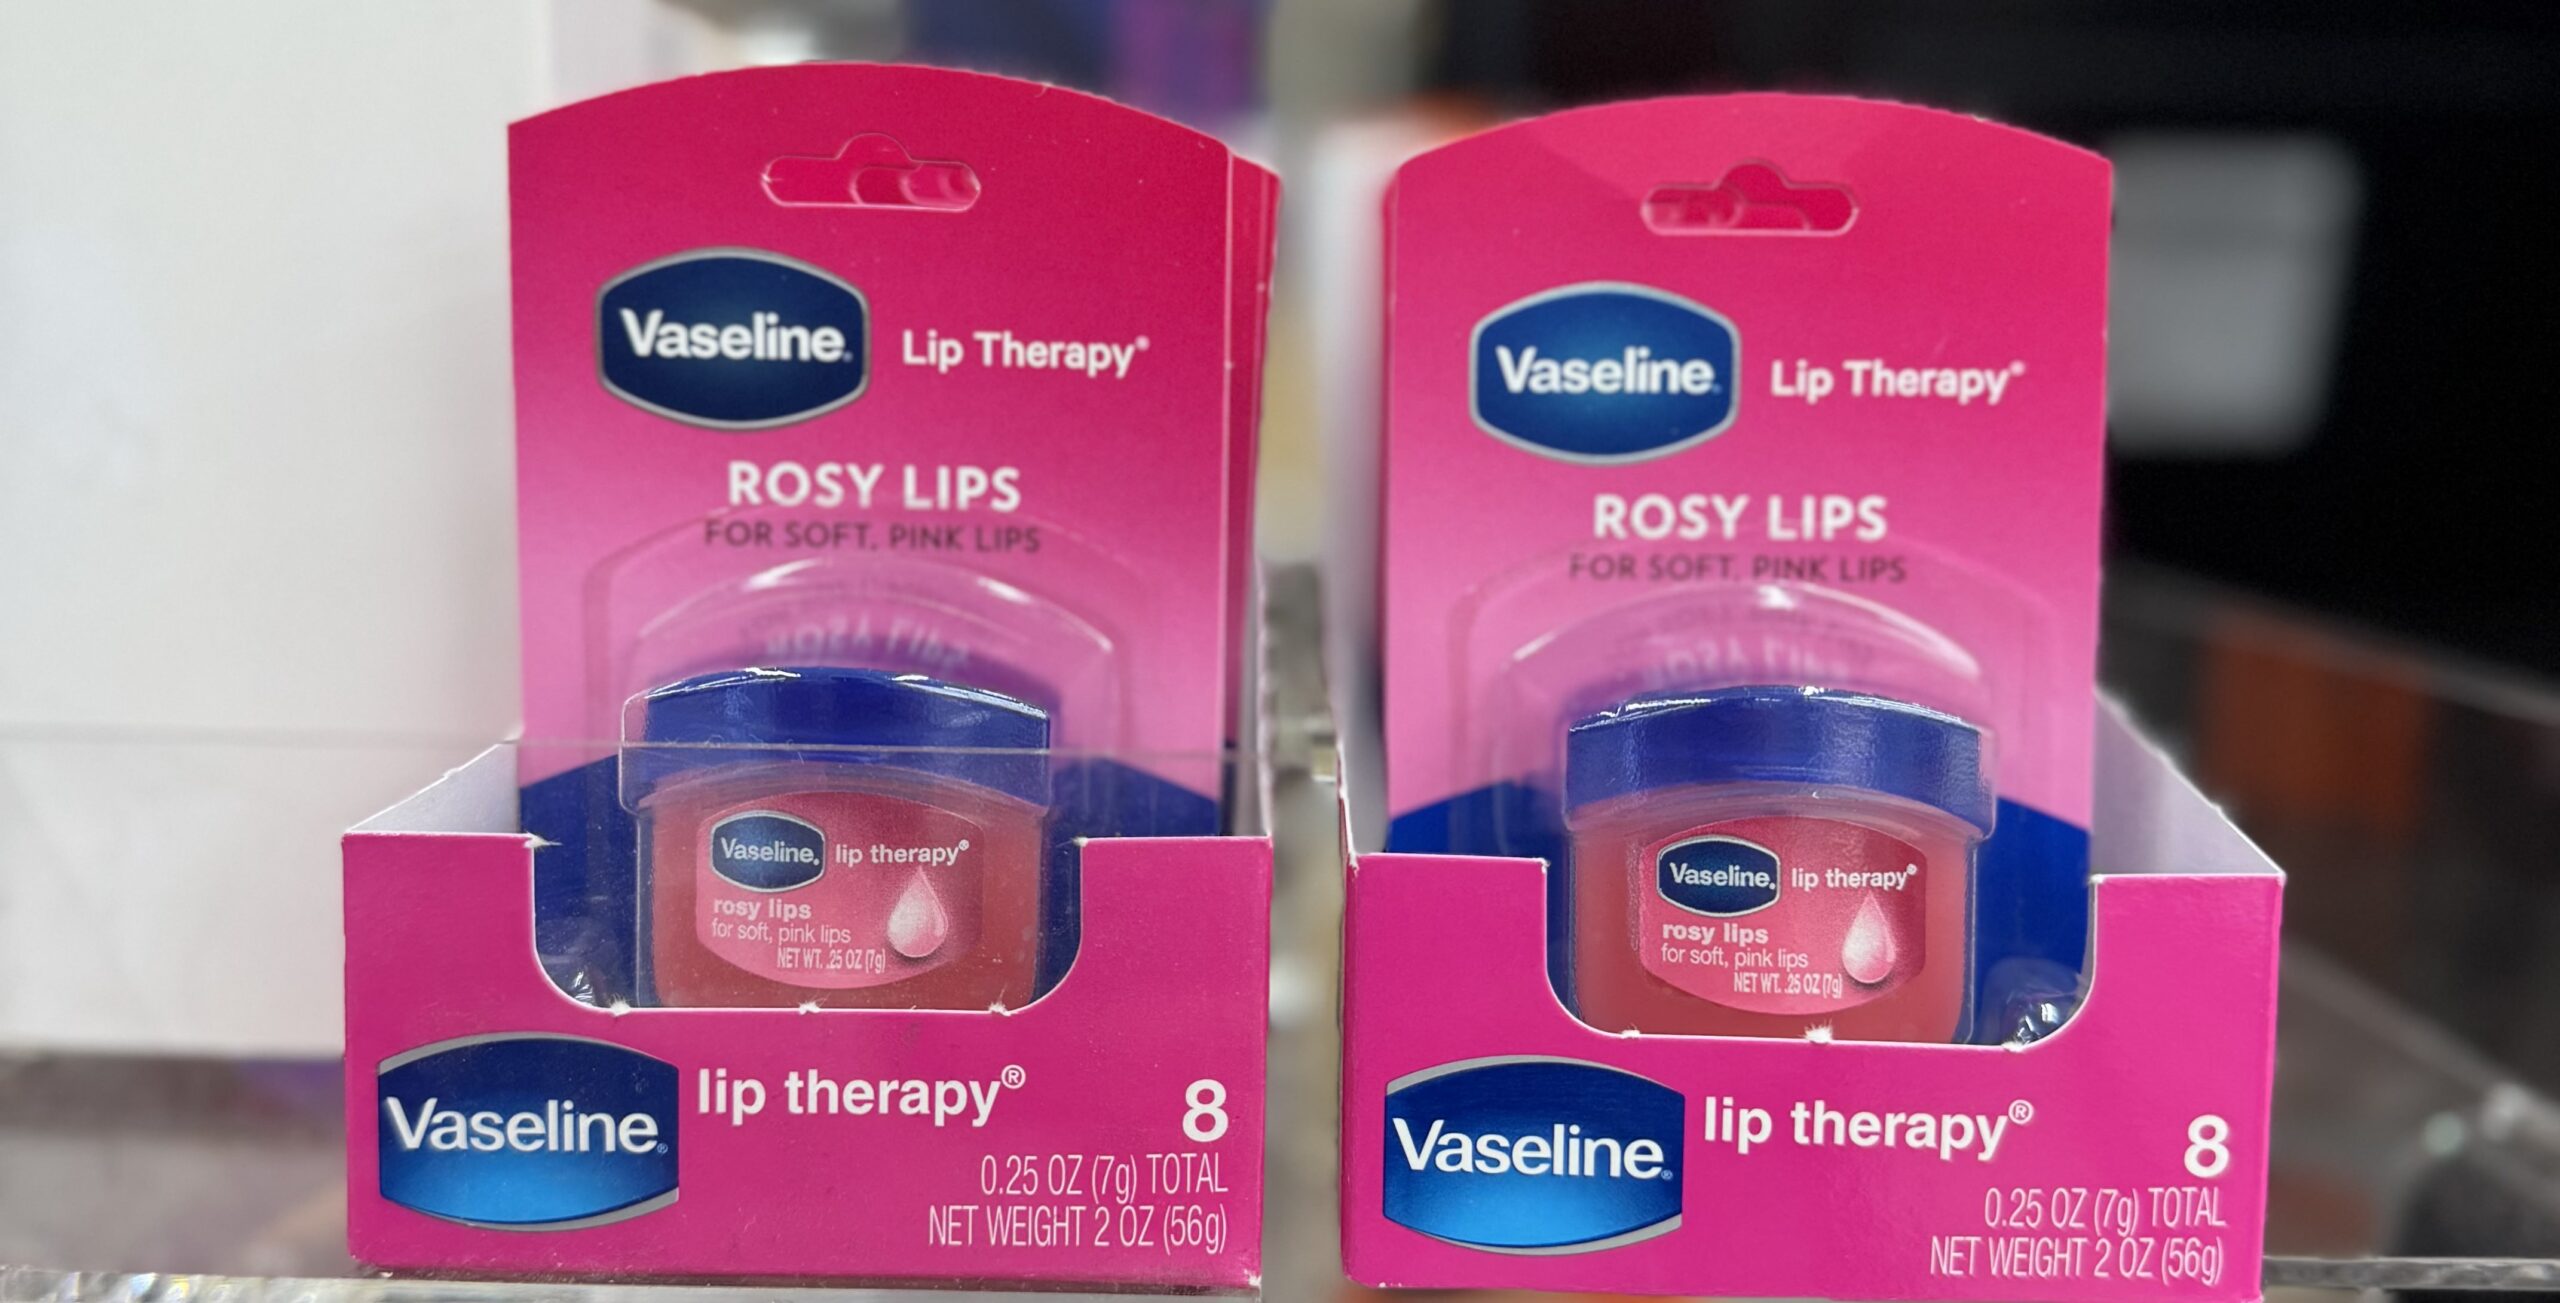 Vaseline. Lip Therapy®
ROSY LIPS
FOR SOFT, PINK LIPS
Vaseline. lip therapy®
rosy lips
for soft, pink lips
NET WT. .25 OZ (7g)
Vaseline® lip therapy®
8
0.25 OZ (7g) TOTAL
NET WEIGHT 2 OZ (56g)
Vaseline. Lip Therapy®
ROSY LIPS
FOR SOFT, PINK LIPS
Vaseline. lip therapy®
rosy lips
for soft, pink lips
NET WT. .25 OZ (7g)
Vaseline® lip therapy®
8
0.25 OZ (7g) TOTAL
NET WEIGHT 2 OZ (56g)